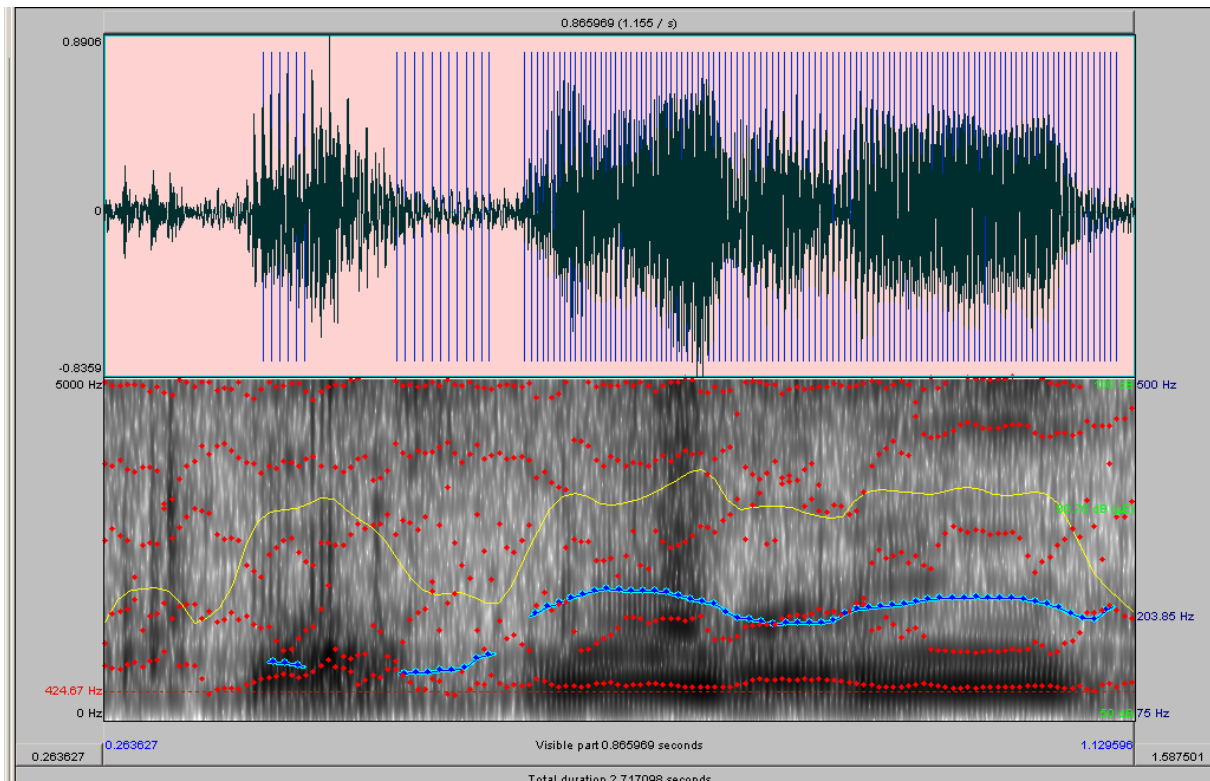 0.865969 (1.155 / s)
0.8906
0
-0.8359
5000 Hz
500 Hz
203.85 Hz
424.67 Hz
0 Hz
50 dB
75 Hz
0.263627
Visible part 0.865969 seconds
1.129596
0.263627
1.587501
Total duration 2.717098 seconds